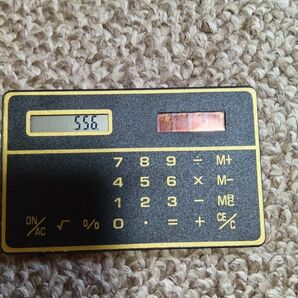 556.
7 8 9 ÷ M+
4 5 6 × M−
1 2 3 − MR
ON/AC √ % 0 · = + CE/C